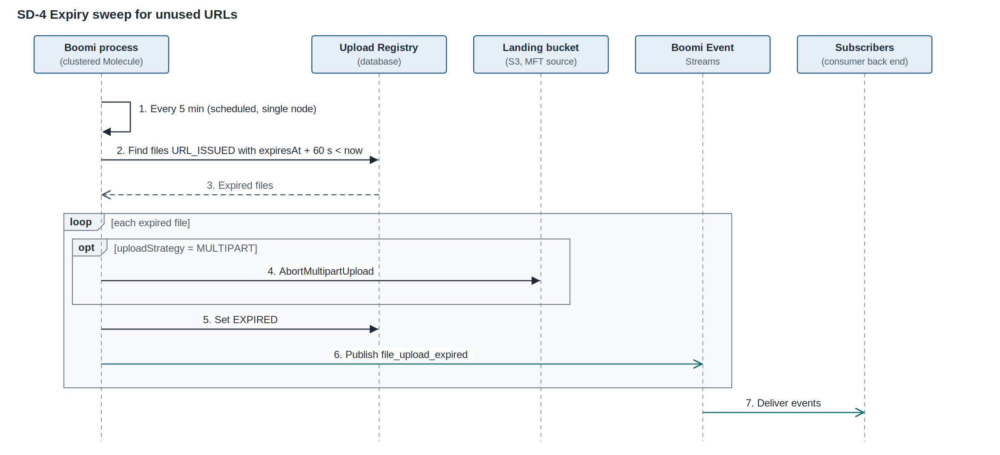 SD-4 Expiry sweep for unused URLs
Boomi process
(clustered Molecule)
Upload Registry
(database)
Landing bucket
(S3, MFT source)
Boomi Event
Streams
Subscribers
(consumer back end)
1. Every 5 min (scheduled, single node)
2. Find files URL_ISSUED with expiresAt + 60 s < now
3. Expired files
loop
[each expired file]
opt
[uploadStrategy = MULTIPART]
4. AbortMultipartUpload
5. Set EXPIRED
6. Publish file_upload_expired
7. Deliver events